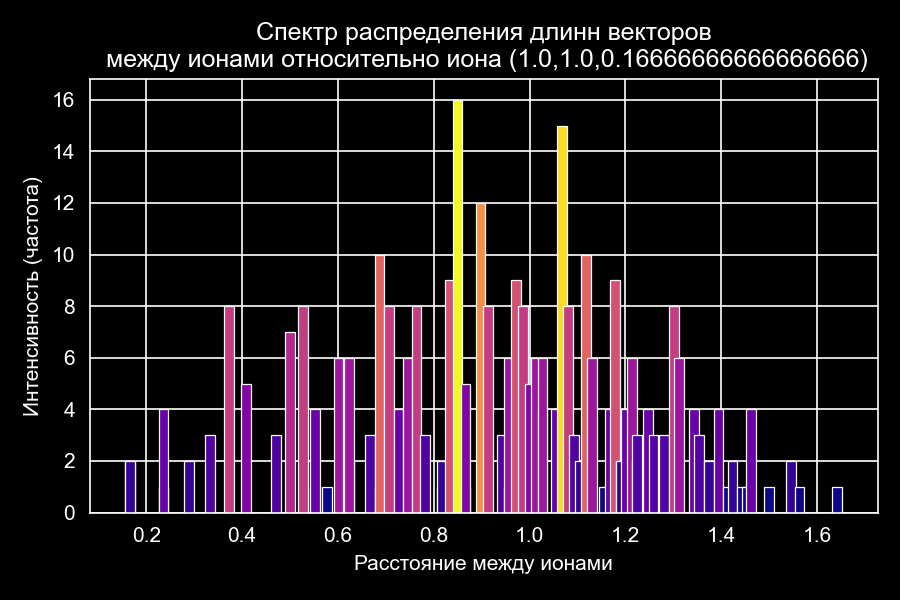 Спектр распределения длинн векторов
между ионами относительно иона (1.0,1.0,0.16666666666666666)
Интенсивность (частота)
16
14
12
10
8
6
4
2
0
0.2 0.4 0.6 0.8 1.0 1.2 1.4 1.6
Расстояние между ионами